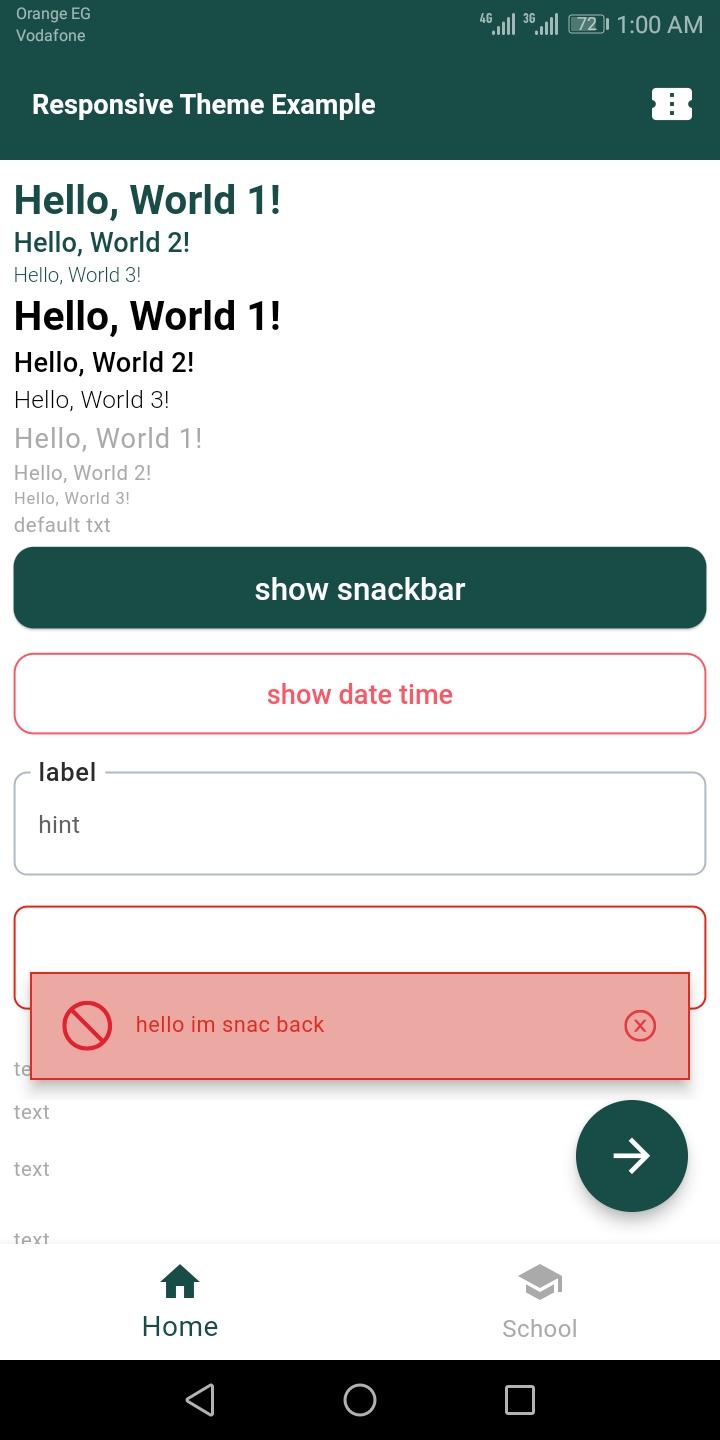 Orange EG
Vodafone
4G 3G 72 1:00 AM
Responsive Theme Example
Hello, World 1!
Hello, World 2!
Hello, World 3!
Hello, World 1!
Hello, World 2!
Hello, World 3!
Hello, World 1!
Hello, World 2!
Hello, World 3!
default txt
show snackbar
show date time
label
hint
hello im snac back
te
text
text
text
Home
School